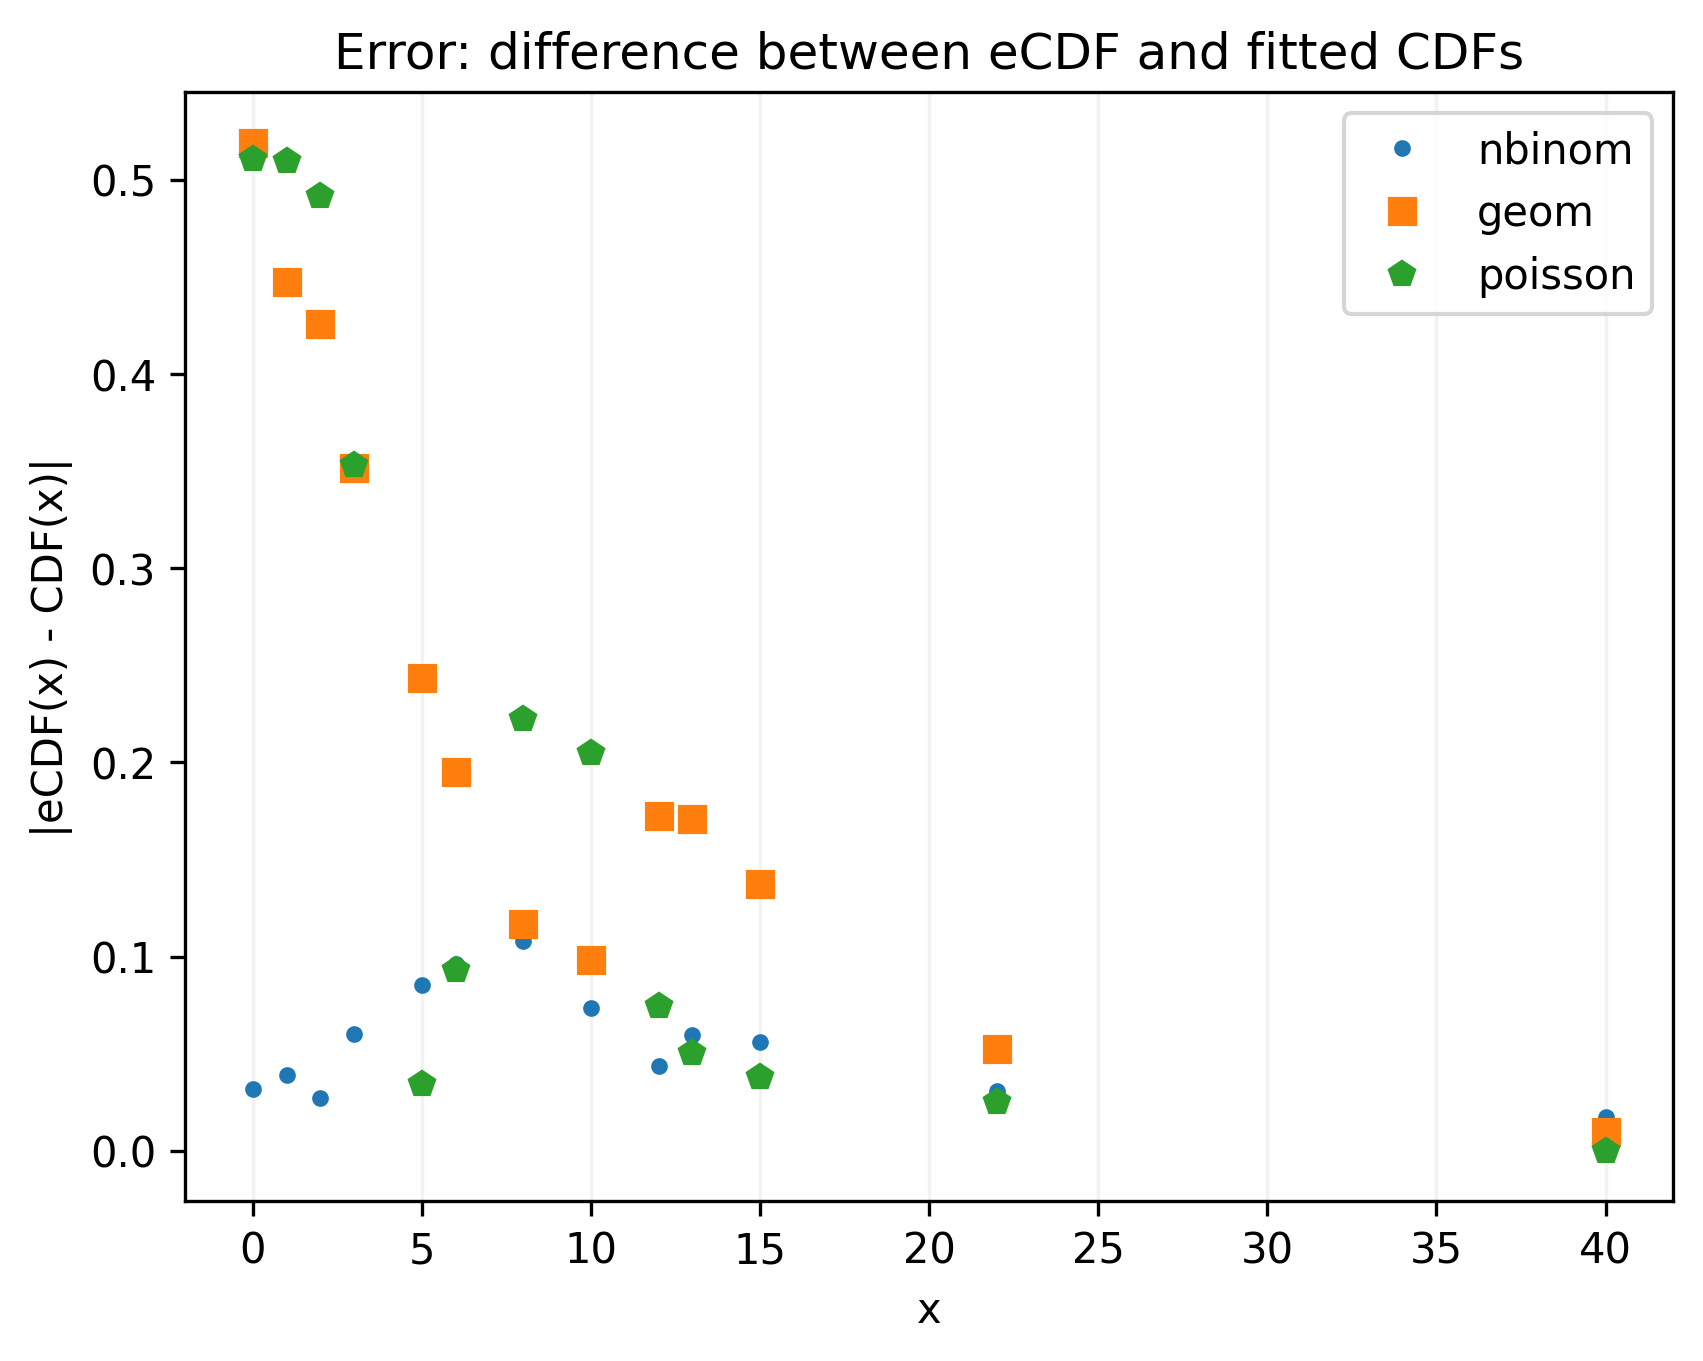 Error: difference between eCDF and fitted CDFs
nbinom
geom
poisson
|eCDF(x) - CDF(x)|
0.5
0.4
0.3
0.2
0.1
0.0
0 5 10 15 20 25 30 35 40
x